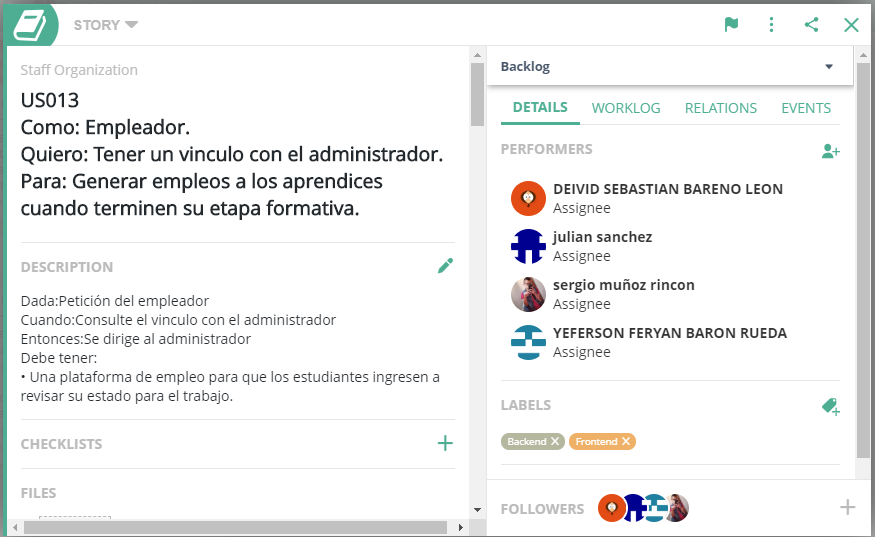 STORY
Staff Organization
US013
Como: Empleador.
Quiero: Tener un vinculo con el administrador.
Para: Generar empleos a los aprendices
cuando terminen su etapa formativa.
DESCRIPTION
Dada:Petición del empleador
Cuando:Consulte el vinculo con el administrador
Entonces:Se dirige al administrador
Debe tener:
• Una plataforma de empleo para que los estudiantes ingresen a
revisar su estado para el trabajo.
CHECKLISTS
FILES
Backlog
DETAILS WORKLOG RELATIONS EVENTS
PERFORMERS
DEIVID SEBASTIAN BARENO LEON
Assignee
julian sanchez
Assignee
sergio muñoz rincon
Assignee
YEFERSON FERYAN BARON RUEDA
Assignee
LABELS
Backend Frontend
FOLLOWERS